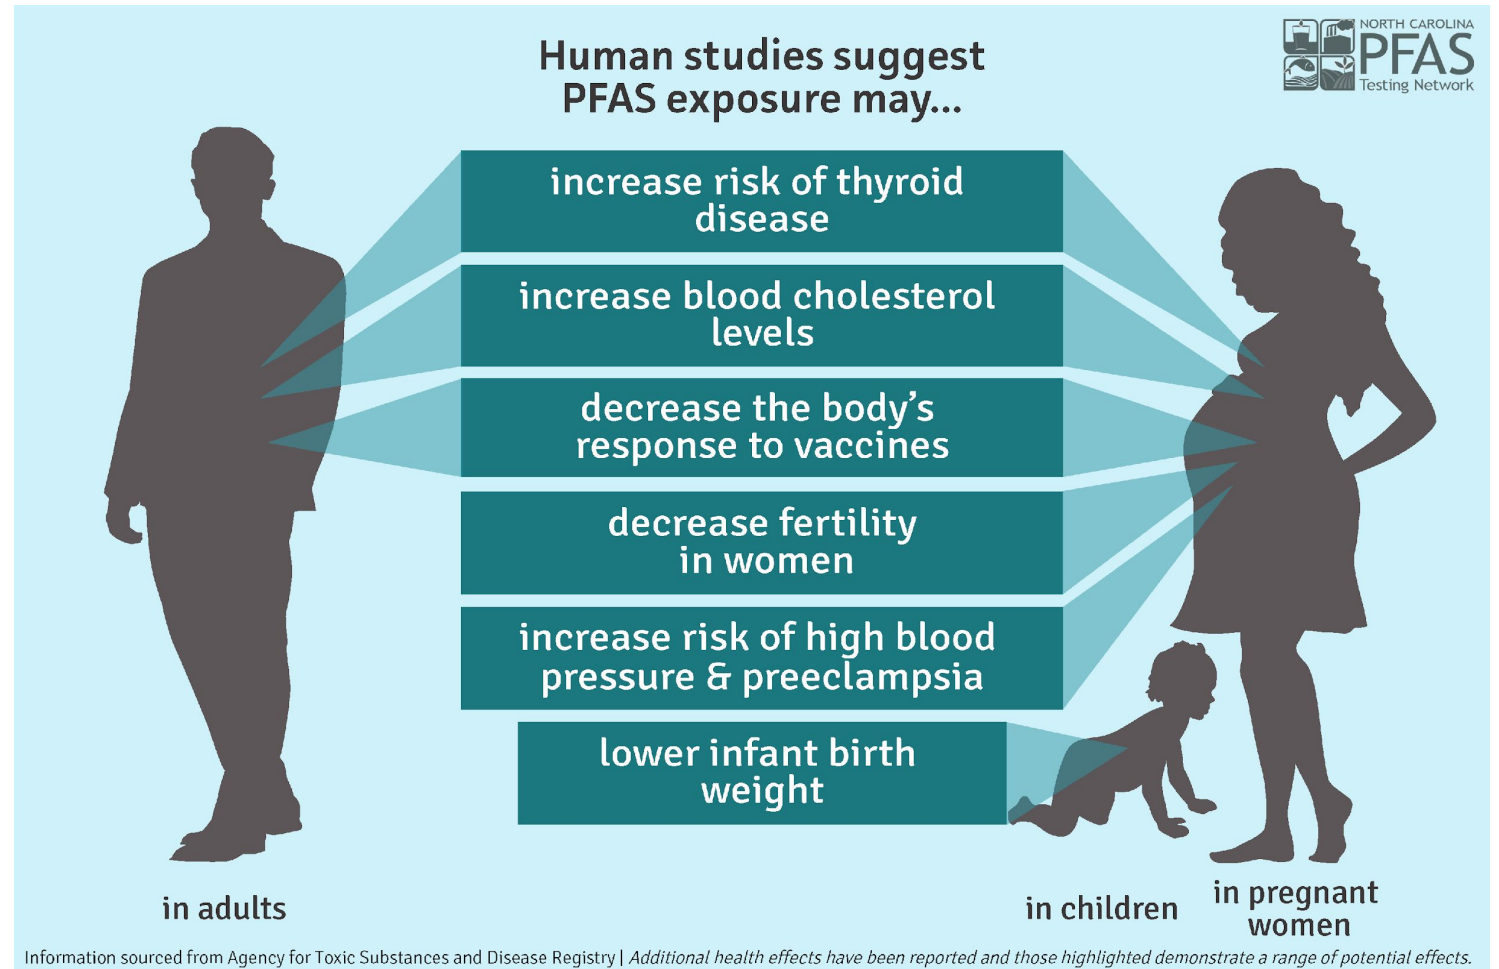 Human studies suggest
PFAS exposure may...
NORTH CAROLINA
PFAS
Testing Network
increase risk of thyroid
disease
increase blood cholesterol
levels
decrease the body’s
response to vaccines
decrease fertility
in women
increase risk of high blood
pressure & preeclampsia
lower infant birth
weight
in adults
in children
in pregnant
women
Information sourced from Agency for Toxic Substances and Disease Registry | Additional health effects have been reported and those highlighted demonstrate a range of potential effects.